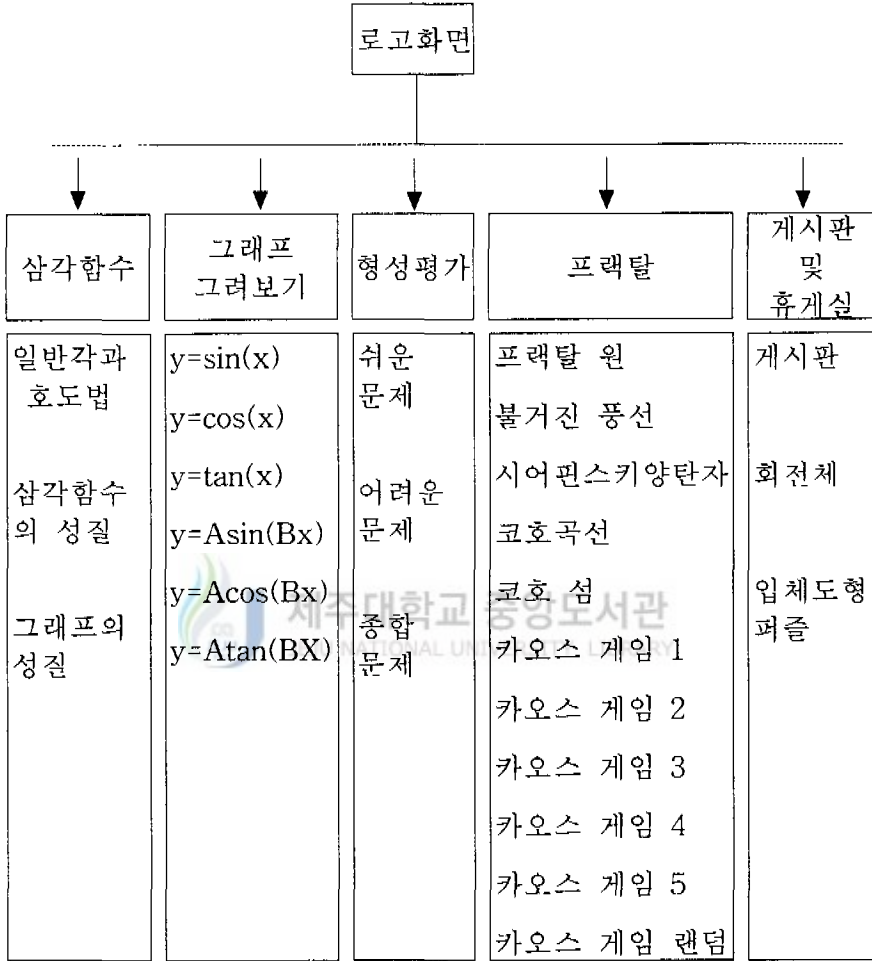 로고화면
삼각함수
그래프
그려보기
형성평가
프랙탈
게시판
및
휴게실
일반각과
호도법
삼각함수
의 성질
그래프의
성질
y=sin(x)
y=cos(x)
y=tan(x)
y=Asin(Bx)
y=Acos(Bx)
y=Atan(BX)
쉬운
문제
어려운
문제
종합
문제
프랙탈 원
불거진 풍선
시어핀스키양탄자
코호곡선
코호 섬
카오스 게임 1
카오스 게임 2
카오스 게임 3
카오스 게임 4
카오스 게임 5
카오스 게임 랜덤
게시판
회전체
입체도형
퍼즐
제주대학교 중앙도서관
NATIONAL UNIVERSITY LIBRARY